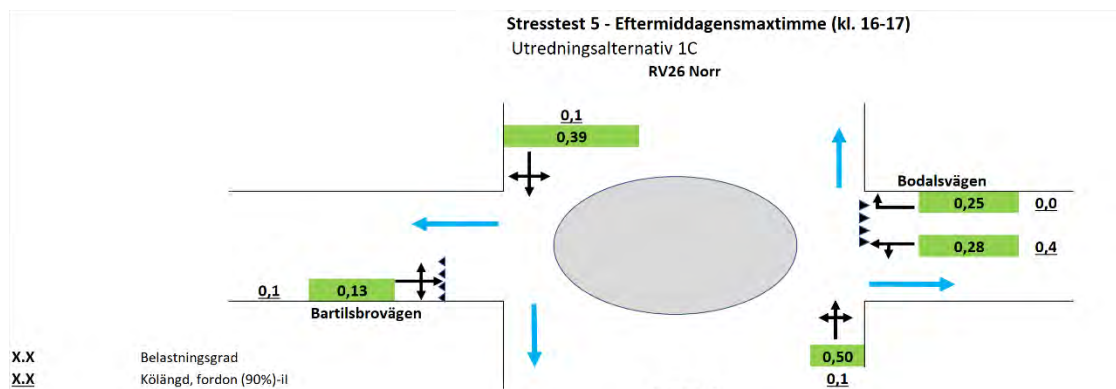 Stresstest 5 - Eftermiddagensmaxtimme (kl. 16-17)
Utredningsalternativ 1C
RV26 Norr
0,1
0,39
Bodalsvägen
0,25 0,0
0,28 0,4
0,1 0,13
Bartilsbrovägen
0,50
0,1
X.X Belastningsgrad
X.X Kölängd, fordon (90%)-il